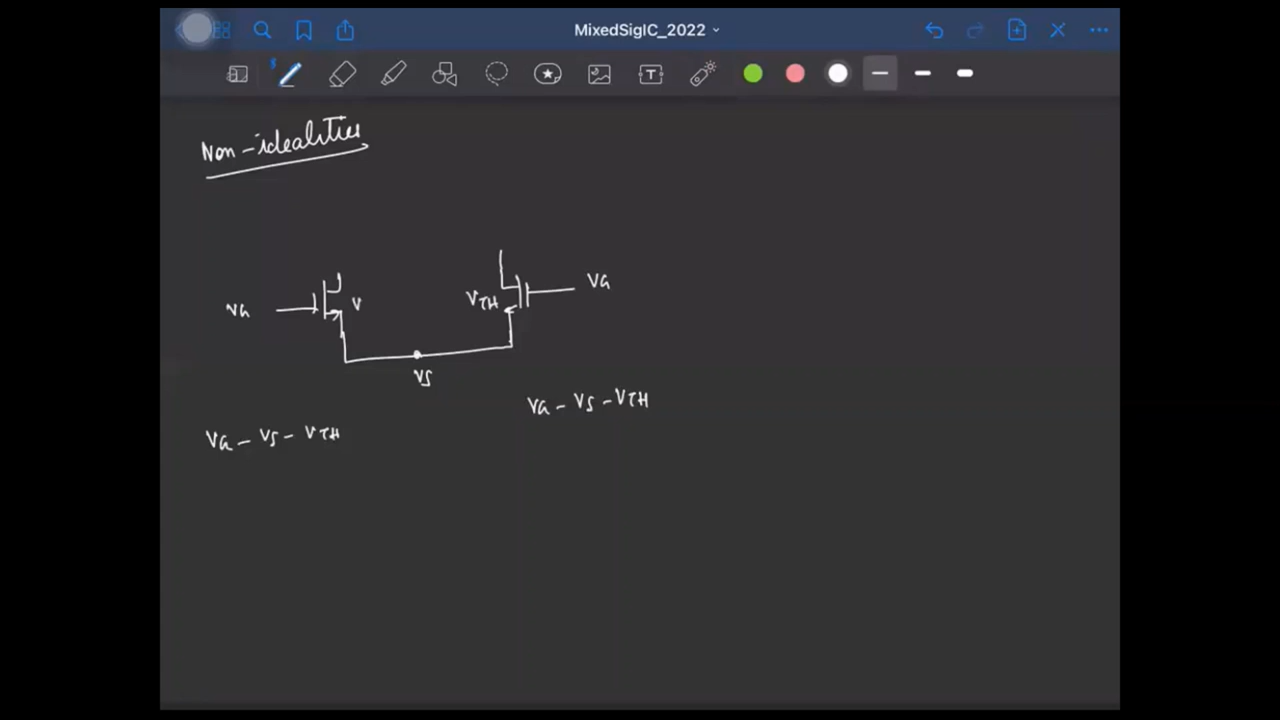 MixedSigIC_2022
T
Non-idealities
VG
V
VTH
VG
VS
VG - VS - VTH
VG - VS - VTH